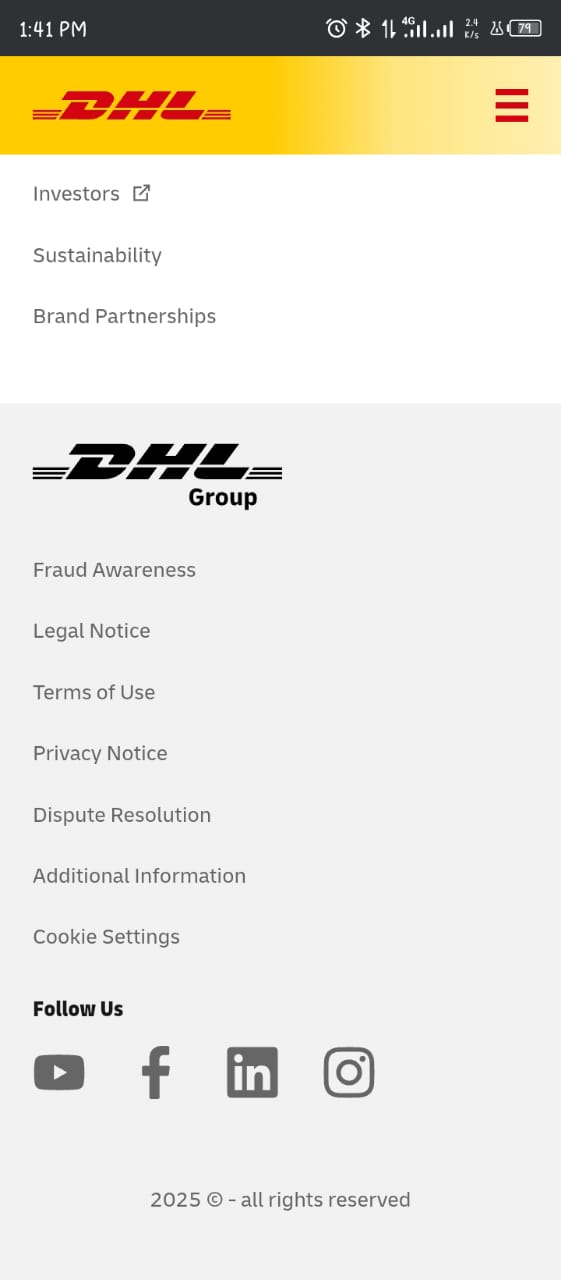 1:41 PM
4G
2.4
K/s
79
DHL
Investors
Sustainability
Brand Partnerships
DHL
Group
Fraud Awareness
Legal Notice
Terms of Use
Privacy Notice
Dispute Resolution
Additional Information
Cookie Settings
Follow Us
in
2025 © - all rights reserved